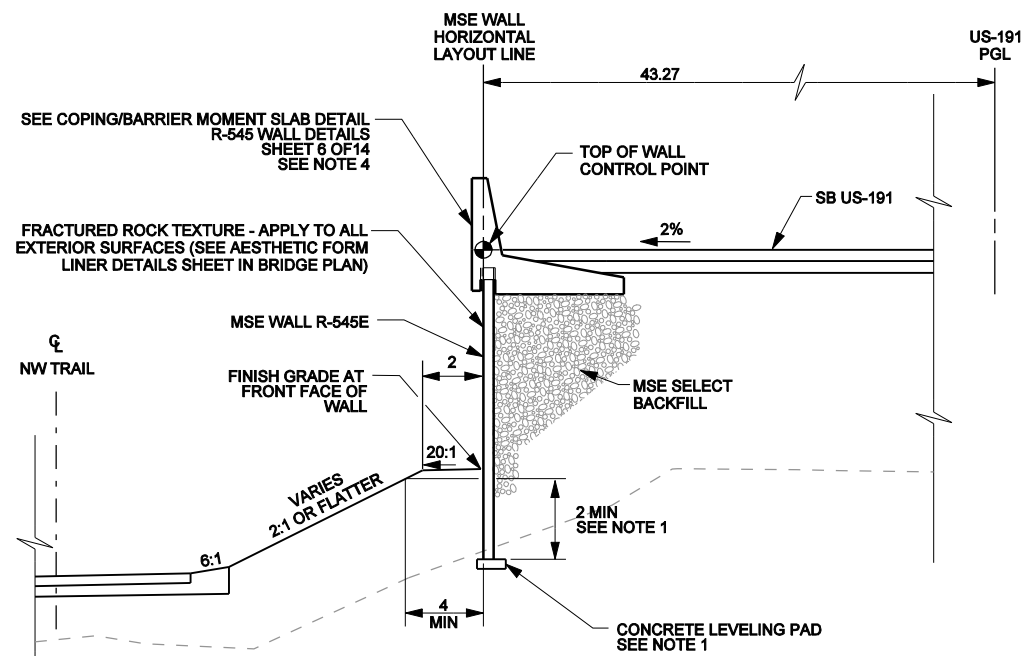 MSE WALL
HORIZONTAL
LAYOUT LINE
US-191
PGL
43.27
SEE COPING/BARRIER MOMENT SLAB DETAIL
R-545 WALL DETAILS
SHEET 6 OF14
SEE NOTE 4
TOP OF WALL
CONTROL POINT
SB US-191
2%
FRACTURED ROCK TEXTURE - APPLY TO ALL
EXTERIOR SURFACES (SEE AESTHETIC FORM
LINER DETAILS SHEET IN BRIDGE PLAN)
MSE WALL R-545E
℄
NW TRAIL
2
FINISH GRADE AT
FRONT FACE OF
WALL
MSE SELECT
BACKFILL
20:1
VARIES
2:1 OR FLATTER
2 MIN
SEE NOTE 1
6:1
4
MIN
CONCRETE LEVELING PAD
SEE NOTE 1